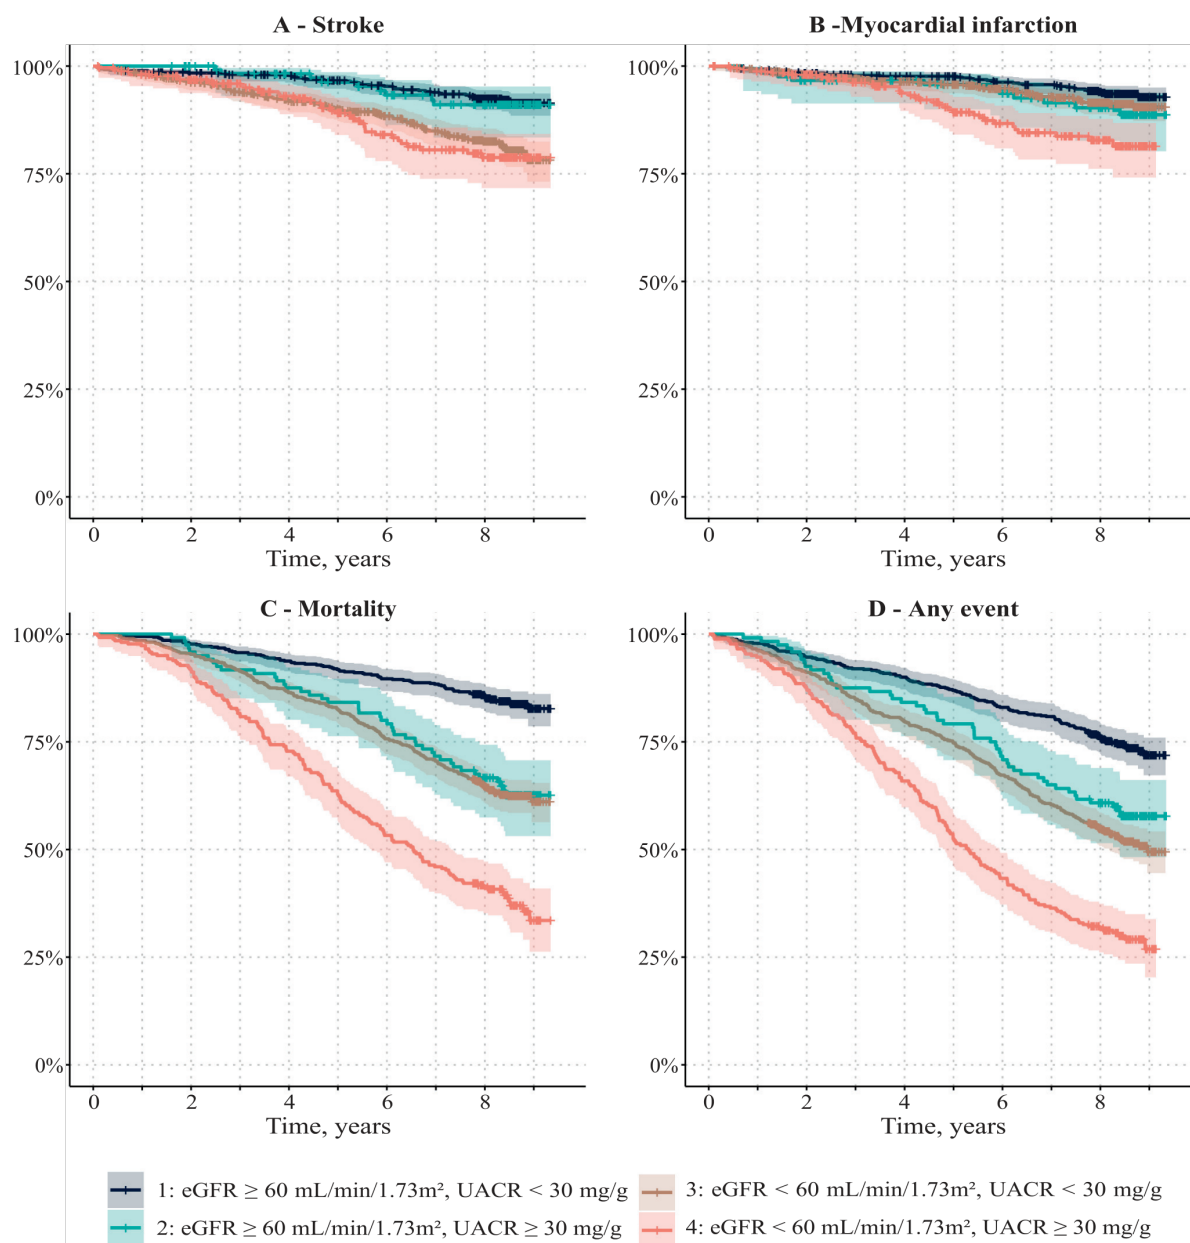 A - Stroke
B -Myocardial infarction
100%
75%
50%
25%
0%
0 2 4 6 8
Time, years
100%
75%
50%
25%
0%
0 2 4 6 8
Time, years
C - Mortality
D - Any event
100%
75%
50%
25%
0%
0 2 4 6 8
Time, years
100%
75%
50%
25%
0%
0 2 4 6 8
Time, years
1: eGFR ≥ 60 mL/min/1.73m², UACR < 30 mg/g
3: eGFR < 60 mL/min/1.73m², UACR < 30 mg/g
2: eGFR ≥ 60 mL/min/1.73m², UACR ≥ 30 mg/g
4: eGFR < 60 mL/min/1.73m², UACR ≥ 30 mg/g